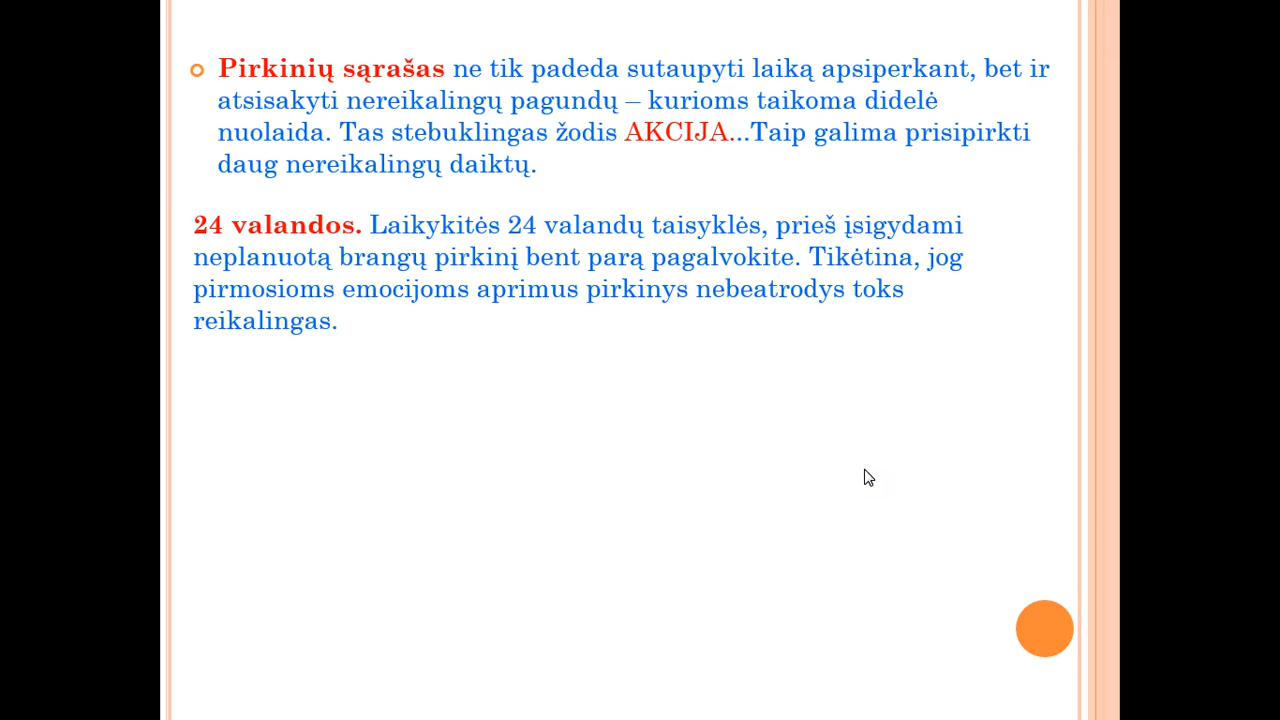 Pirkinių sąrašas ne tik padeda sutaupyti laiką apsiperkant, bet ir
atsisakyti nereikalingų pagundų – kurioms taikoma didelė
nuolaida. Tas stebuklingas žodis AKCIJA...Taip galima prisipirkti
daug nereikalingų daiktų.
24 valandos. Laikykitės 24 valandų taisyklės, prieš įsigydami
neplanuotą brangų pirkinį bent parą pagalvokite. Tikėtina, jog
pirmosioms emocijoms aprimus pirkinys nebeatrodys toks
reikalingas.